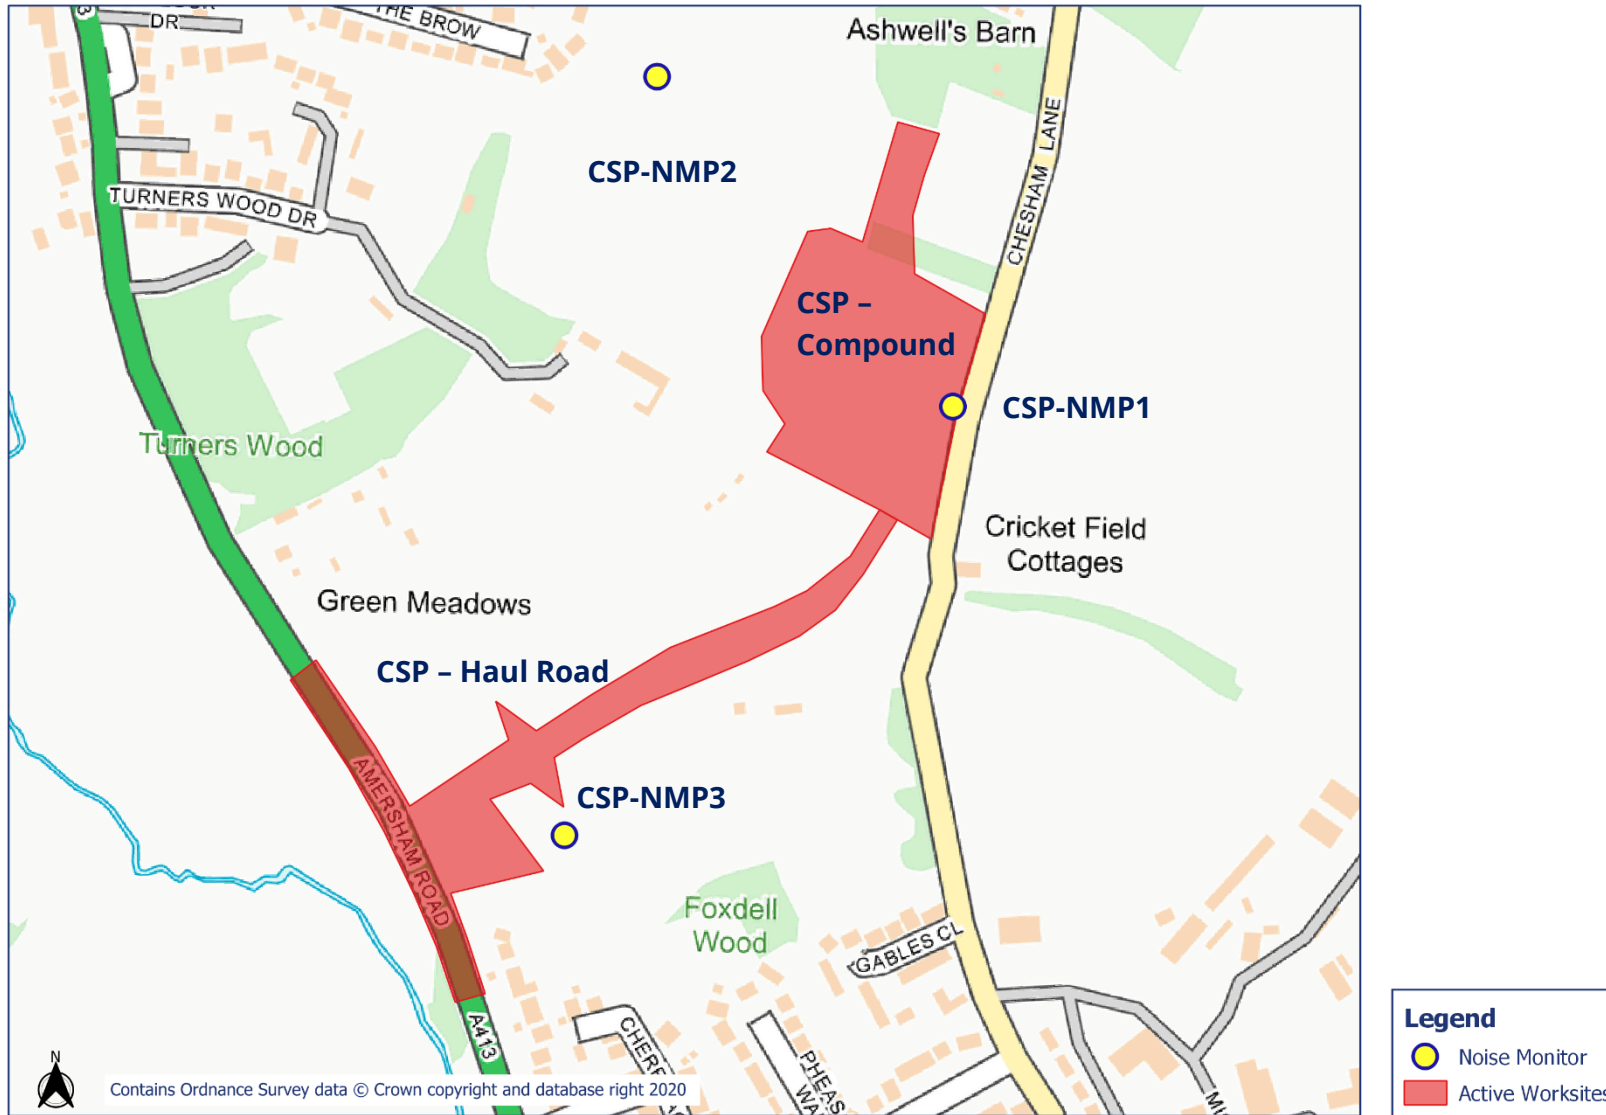 DR
THE BROW
Ashwell's Barn
CSP-NMP2
CHESHAM LANE
TURNERS WOOD DR
CSP –
Compound
CSP-NMP1
Turners Wood
Cricket Field
Cottages
Green Meadows
CSP – Haul Road
AMERSHAM ROAD
CSP-NMP3
Foxdell
Wood
GABLES CL
A413
N
Contains Ordnance Survey data © Crown copyright and database right 2020
Legend
Noise Monitor
Active Worksites